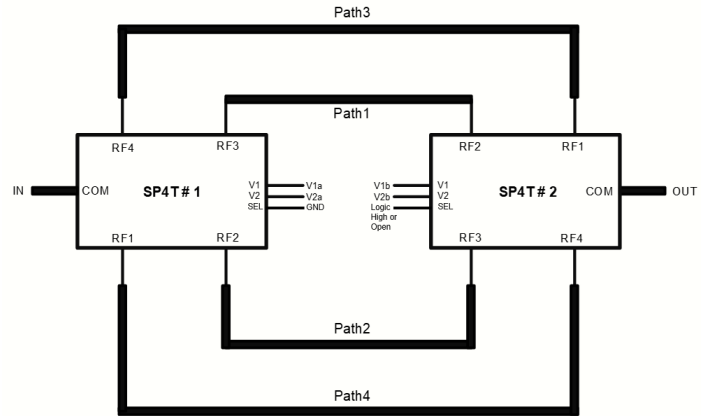 Path3
Path1
RF4 RF3 RF2 RF1
IN COM SP4T # 1 V1 V1a V1b V1 SP4T # 2 COM OUT
V2 V2a V2b V2
SEL GND Logic SEL
High or
Open
RF1 RF2 RF3 RF4
Path2
Path4